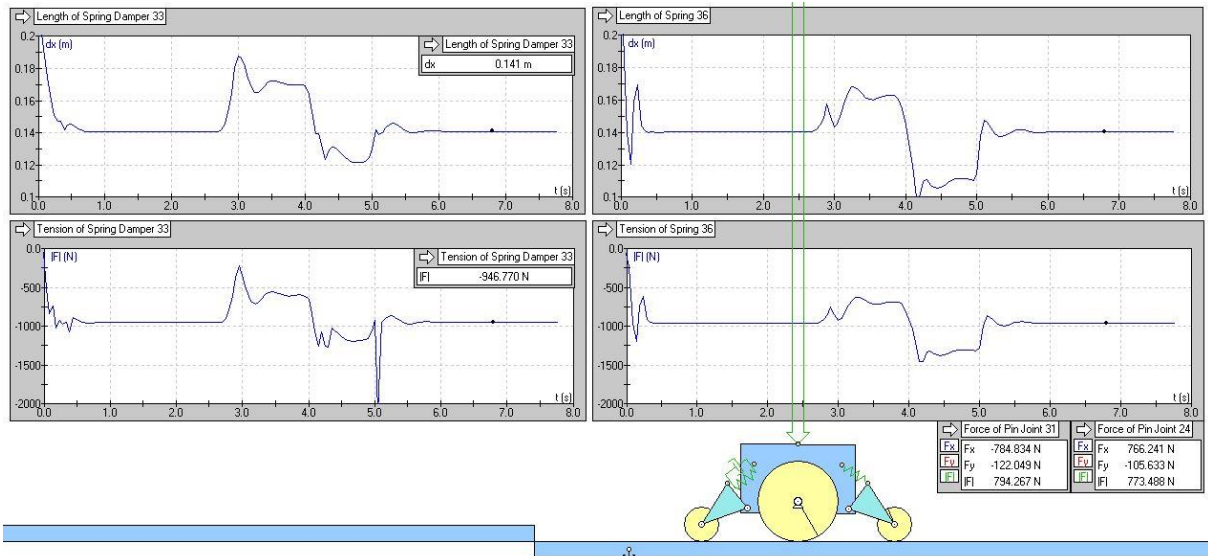 Length of Spring Damper 33
dx (m)
0.2
0.18
0.16
0.14
0.12
0.1
0.0 1.0 2.0 3.0 4.0 5.0 6.0 7.0 8.0
t (s)
Length of Spring Damper 33
dx 0.141 m
Length of Spring 36
dx (m)
0.2
0.18
0.16
0.14
0.12
0.1
0.0 1.0 2.0 3.0 4.0 5.0 6.0 7.0 8.0
t (s)
Tension of Spring Damper 33
|F| (N)
0.0
-500
-1000
-1500
-2000
0.0 1.0 2.0 3.0 4.0 5.0 6.0 7.0 8.0
t (s)
Tension of Spring Damper 33
|F| -946.770 N
Tension of Spring 36
|F| (N)
0.0
-500
-1000
-1500
-2000
0.0 1.0 2.0 3.0 4.0 5.0 6.0 7.0 8.0
t (s)
Force of Pin Joint 31
Fx Fx -784.834 N
Fy Fy -122.049 N
|F| |F| 794.267 N
Force of Pin Joint 24
Fx Fx 766.241 N
Fy Fy -105.633 N
|F| |F| 773.488 N